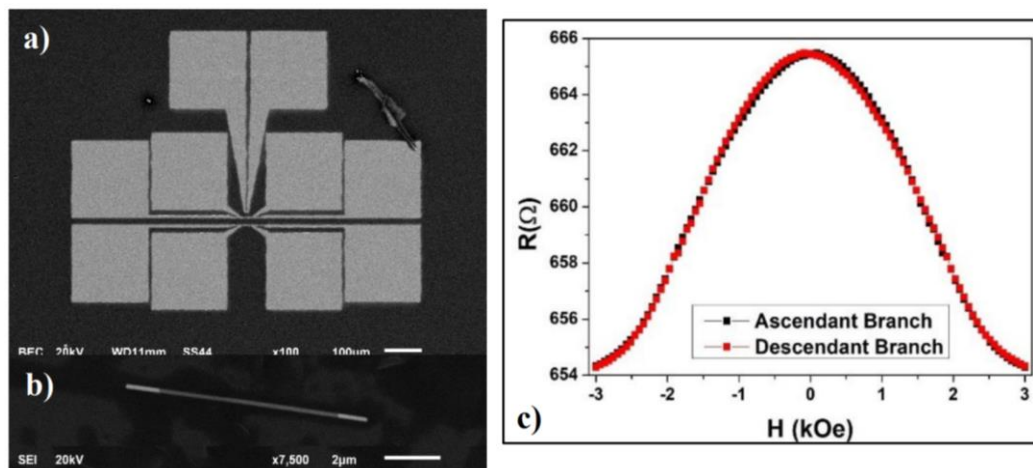 a)
BEC 20kV WD11mm SS44 x100 100µm
b)
SEI 20kV x7,500 2µm
666
664
662
660
658
656
654
R(Ω)
Ascendant Branch
Descendant Branch
-3 -2 -1 0 1 2 3
c)
H (kOe)